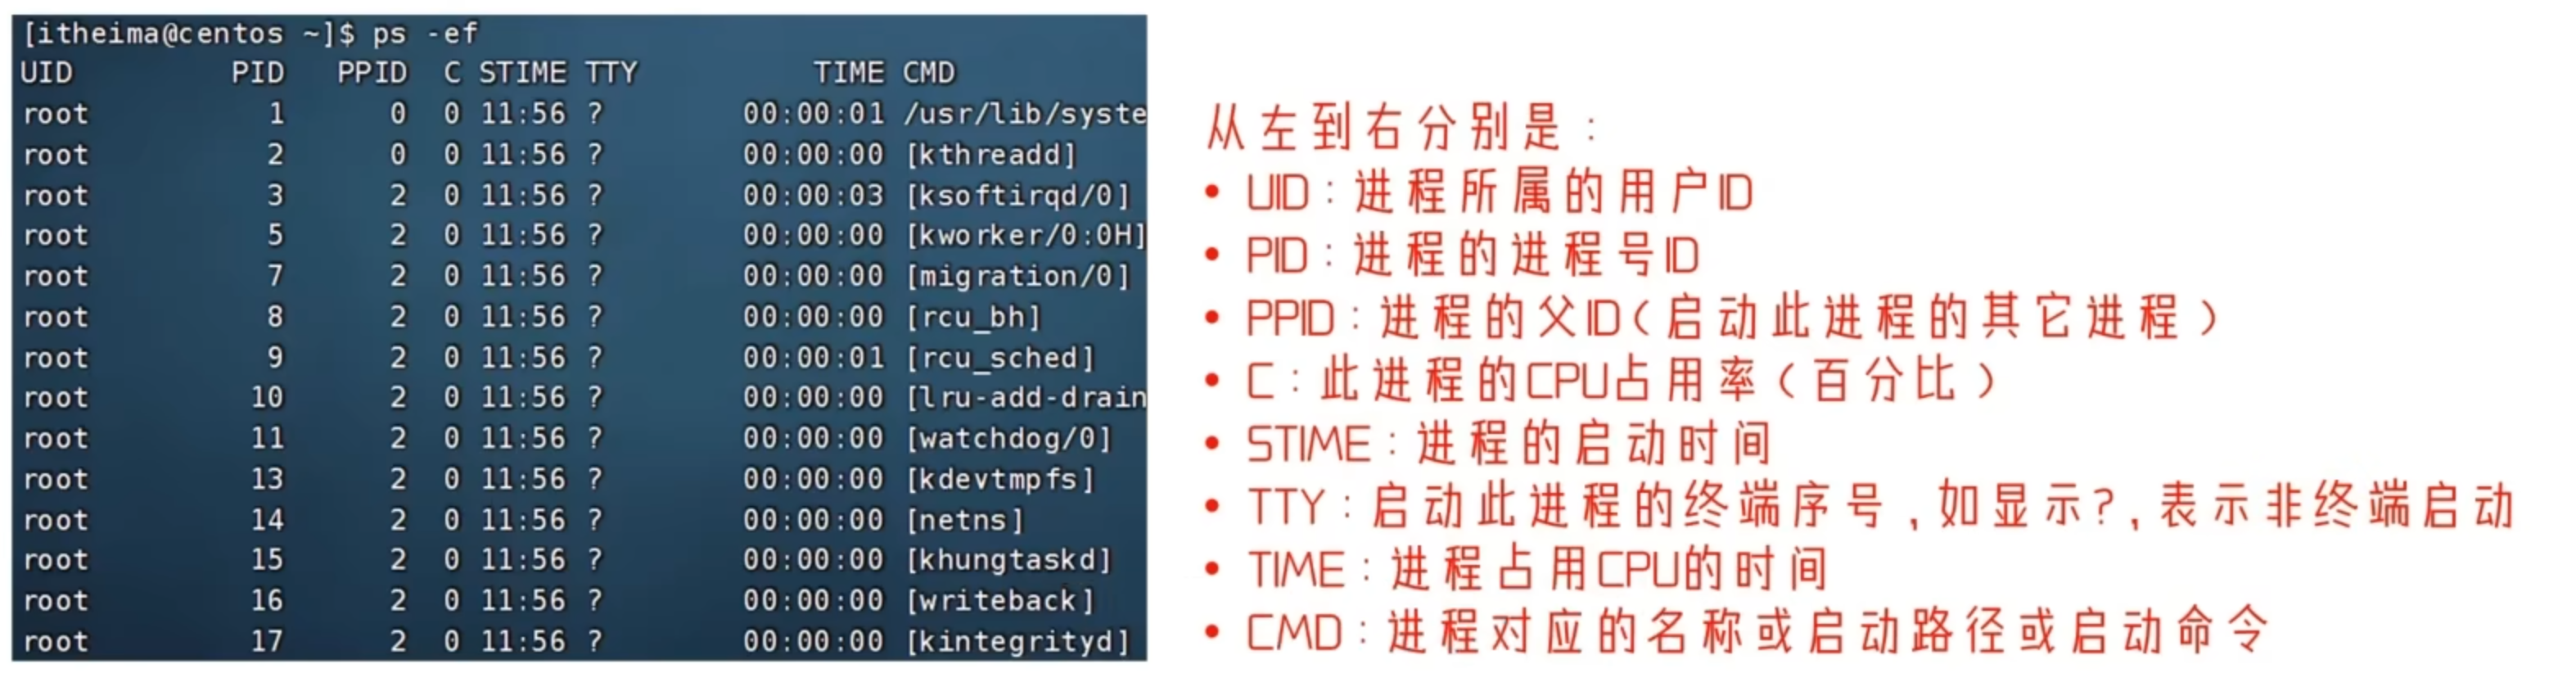 [itheima@centos ~]$ ps -ef
UID PID PPID C STIME TTY TIME CMD
root 1 0 0 11:56 ? 00:00:01 /usr/lib/syste
root 2 0 0 11:56 ? 00:00:00 [kthreadd]
root 3 2 0 11:56 ? 00:00:03 [ksoftirqd/0]
root 5 2 0 11:56 ? 00:00:00 [kworker/0:0H]
root 7 2 0 11:56 ? 00:00:00 [migration/0]
root 8 2 0 11:56 ? 00:00:00 [rcu_bh]
root 9 2 0 11:56 ? 00:00:01 [rcu_sched]
root 10 2 0 11:56 ? 00:00:00 [lru-add-drain
root 11 2 0 11:56 ? 00:00:00 [watchdog/0]
root 13 2 0 11:56 ? 00:00:00 [kdevtmpfs]
root 14 2 0 11:56 ? 00:00:00 [netns]
root 15 2 0 11:56 ? 00:00:00 [khungtaskd]
root 16 2 0 11:56 ? 00:00:00 [writeback]
root 17 2 0 11:56 ? 00:00:00 [kintegrityd]
从左到右分别是：
• UID：进程所属的用户ID
• PID：进程的进程号ID
• PPID：进程的父ID（启动此进程的其它进程）
• C：此进程的CPU占用率（百分比）
• STIME：进程的启动时间
• TTY：启动此进程的终端序号，如显示?，表示非终端启动
• TIME：进程占用CPU的时间
• CMD：进程对应的名称或启动路径或启动命令